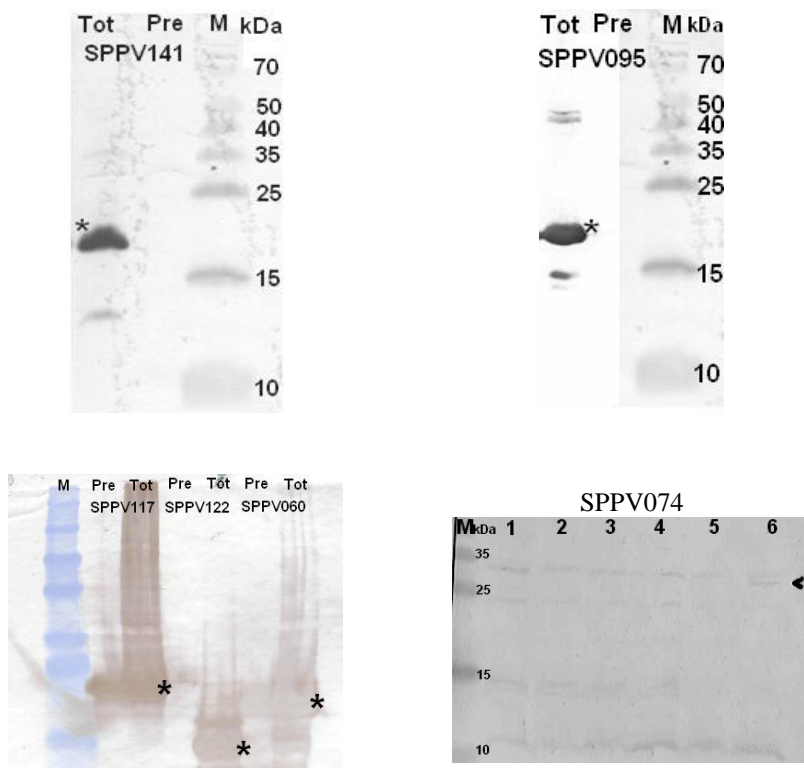 Tot Pre M kDa
SPPV141
70
50
40
35
25
*
15
10
Tot Pre M kDa
SPPV095
70
50
40
35
25
*
15
10
M Pre Tot Pre Tot Pre Tot
SPPV117 SPPV122 SPPV060
*
*
*
SPPV074
M kDa 1 2 3 4 5 6
35
25
15
10